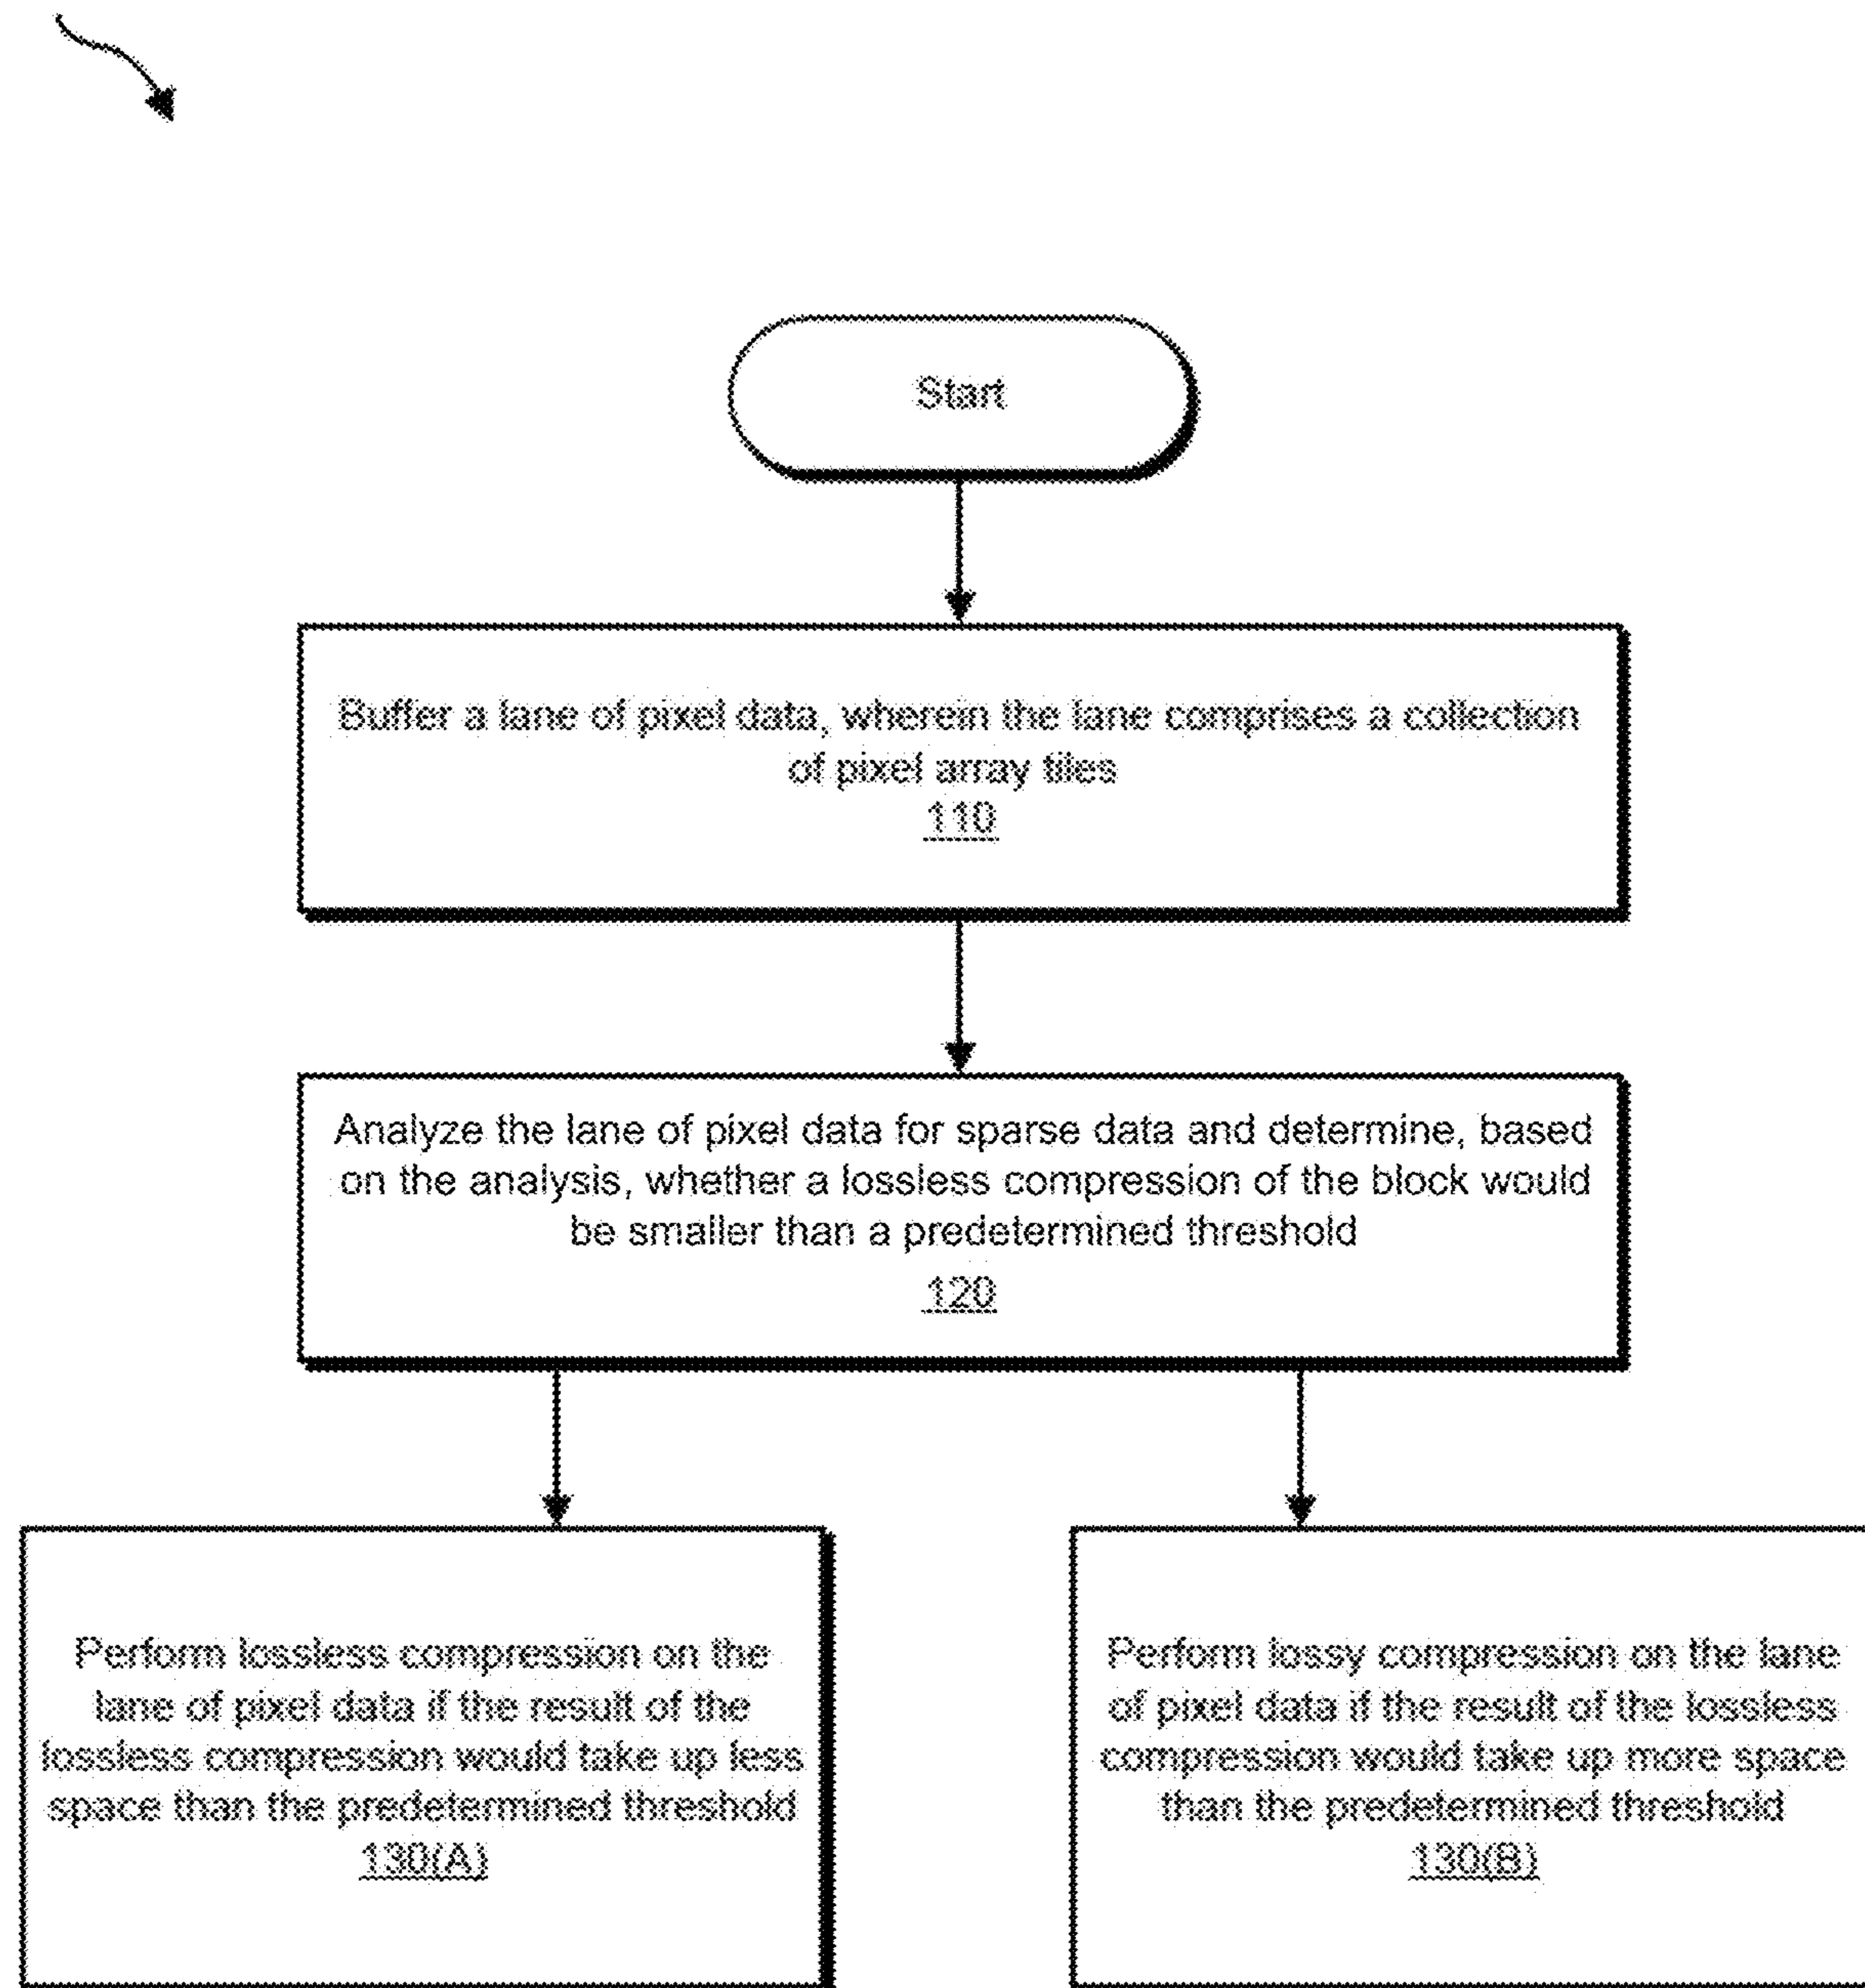 Start
Buffer a lane of pixel data, wherein the lane comprises a collection
of pixel array tiles
110
Analyze the lane of pixel data for sparse data and determine, based
on the analysis, whether a lossless compression of the block would
be smaller than a predetermined threshold
120
Perform lossless compression on the
lane of pixel data if the result of the
lossless compression would take up less
space than the predetermined threshold
130(A)
Perform lossy compression on the lane
of pixel data if the result of the lossless
compression would take up more space
than the predetermined threshold
130(B)